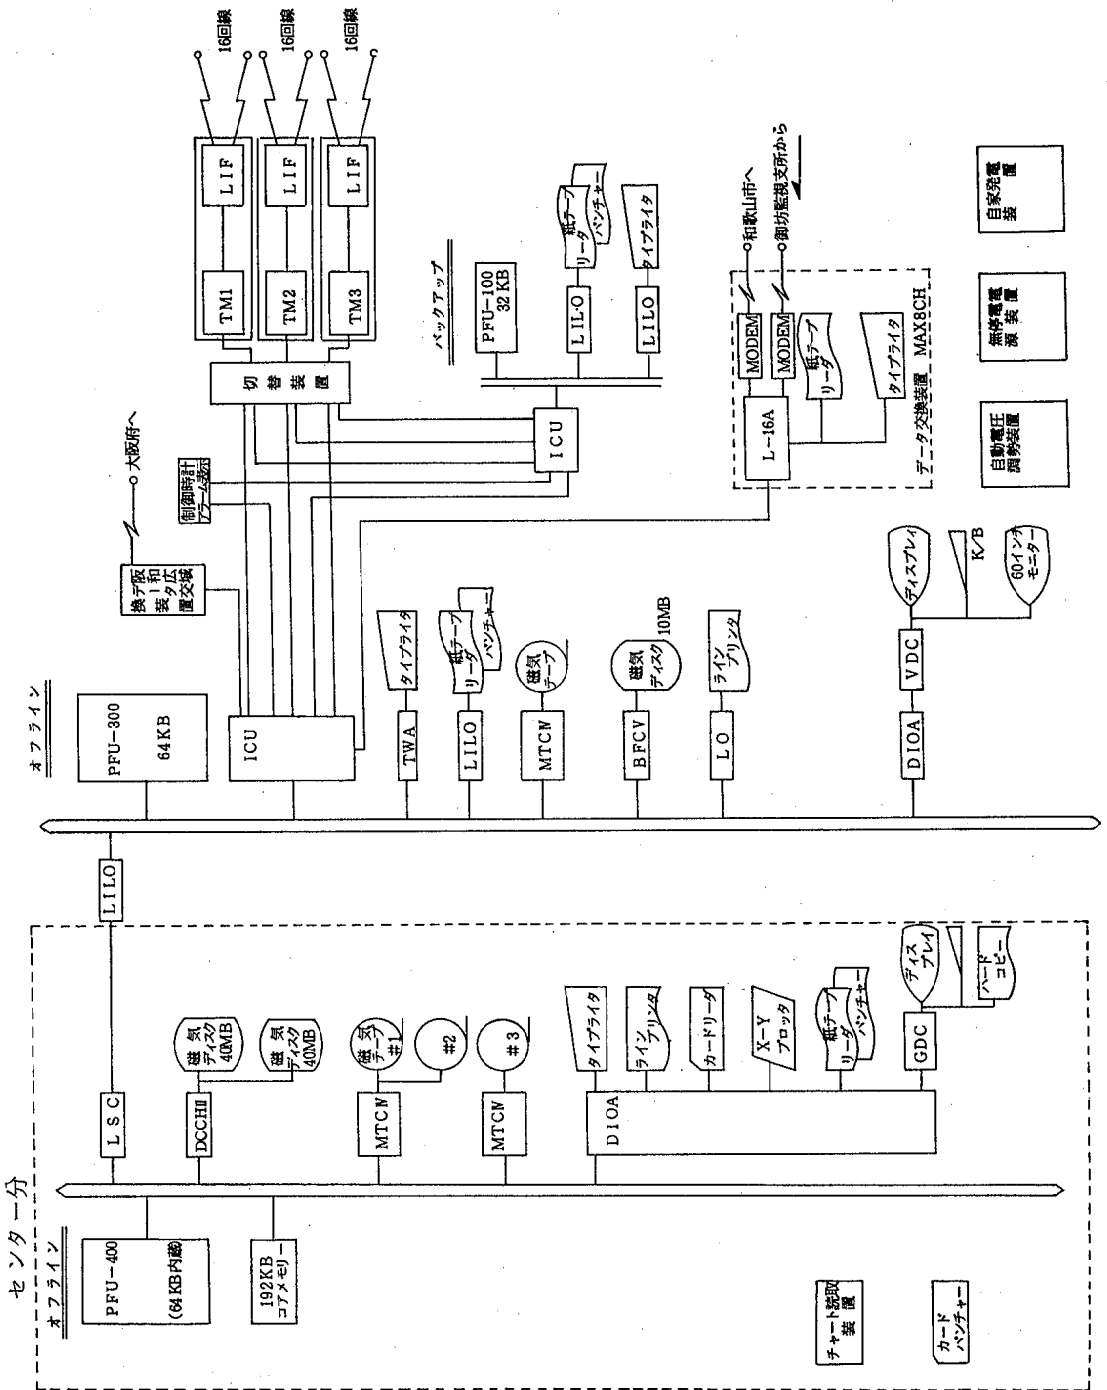 センター分
オフライン
PFU-400
(64KB内蔵)
192KB
コアメモリー
LSC
LILO
DCCHⅡ
磁気
ディスク
40MB
磁気
ディスク
40MB
MTCN
磁気
テープ
#1
#2
MTCN
#3
DIOA
タイプライタ
ライン
プリンタ
カードリーダ
X-Y
プロッタ
紙テープ
リーダ
パンチャー
GDC
ディス
プレイ
ハード
コピー
チャート読取
装置
カード
パンチャー
オフライン
PFU-300
64KB
ICU
阪和広域
データ交
換装置
大阪府へ
制御時計
アラーム表示
切替装置
TM1
LIF
16回線
TM2
LIF
16回線
TM3
LIF
16回線
バックアップ
PFU-100
32KB
ICU
LILO
紙テープ
リーダ
パンチャー
LILO
タイプライタ
TWA
タイプライタ
LILO
紙テープ
リーダ
パンチャー
MTCN
磁気
テープ
BFCV
磁気
ディスク
10MB
LO
ライン
プリンタ
DIOA
VDC
ディスプレイ
K/B
60インチ
モニター
L-16A
MODEM
和歌山市へ
MODEM
御坊監視支所から
紙テープ
リーダ
タイプライタ
データ交換装置 MAX8CH
自動電圧
調勢装置
無停電電
源装置
自家発電
装置